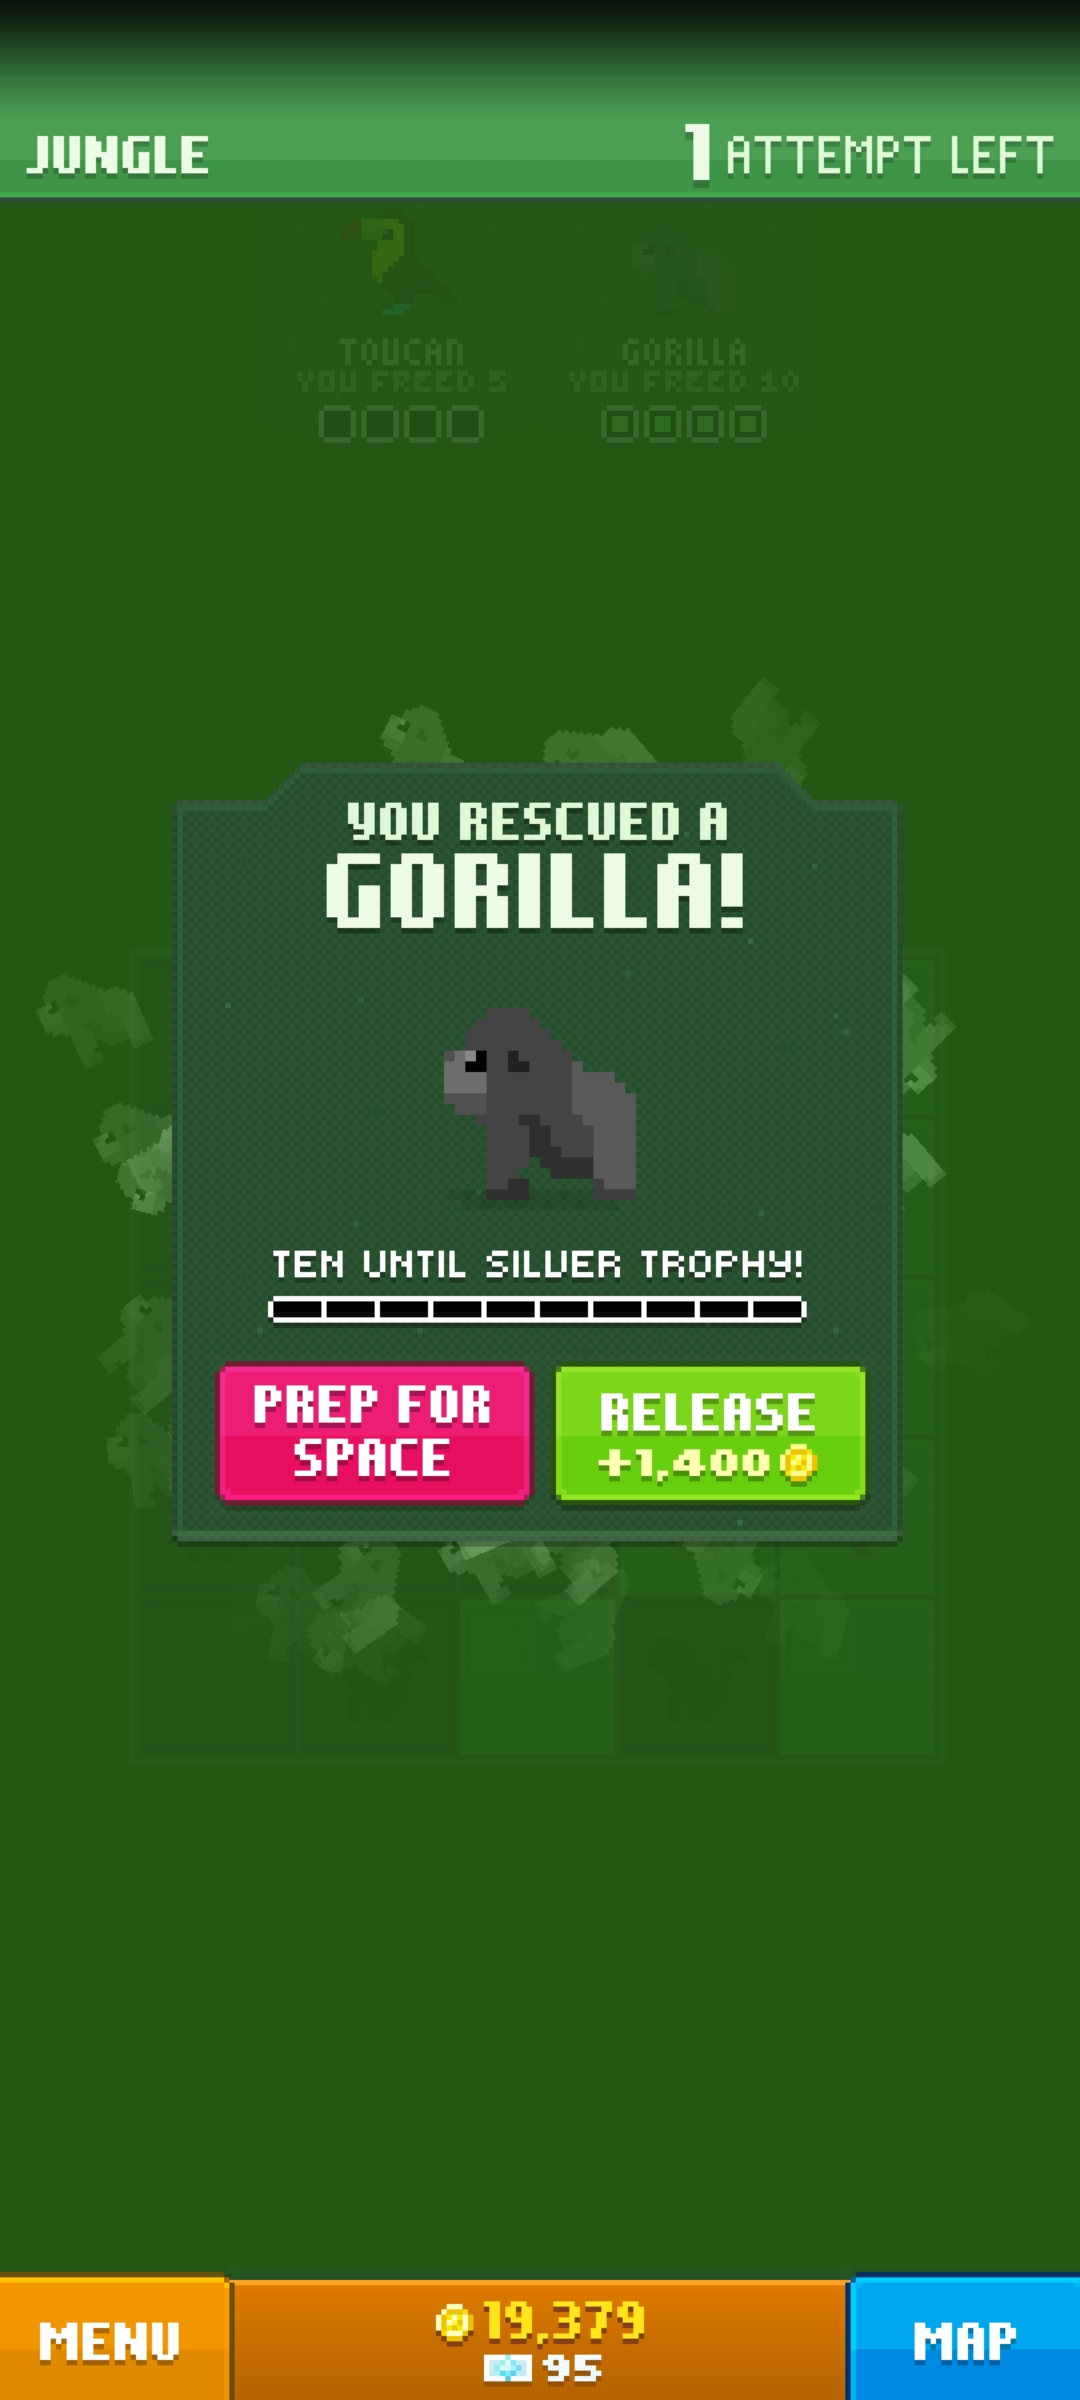 JUNGLE
1 ATTEMPT LEFT
TOUCAN
YOU FREED 5
GORILLA
YOU FREED 10
YOU RESCUED A
GORILLA!
TEN UNTIL SILVER TROPHY!
PREP FOR
SPACE
RELEASE
+1,400
MENU
19,379
95
MAP